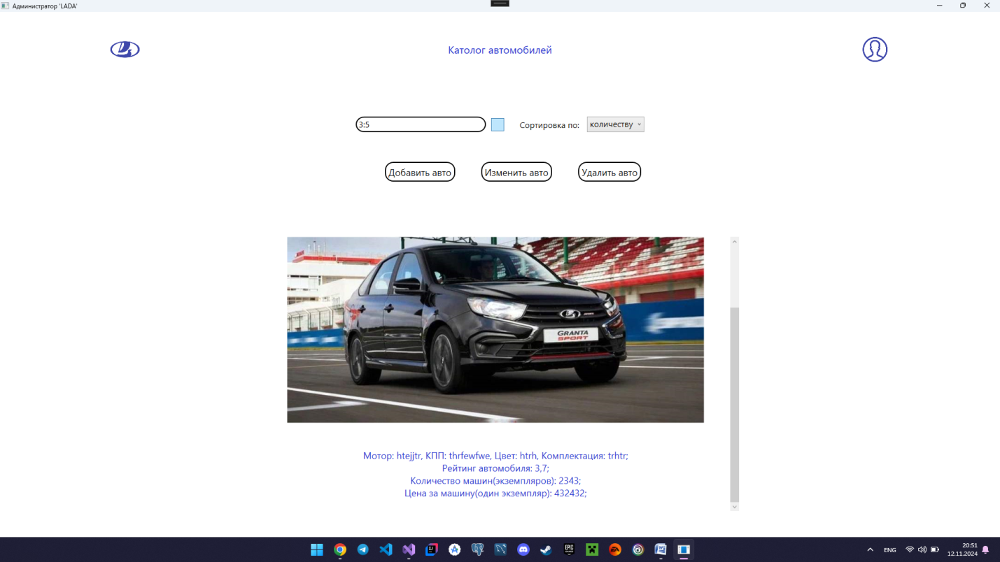 Администратор 'LADA'
Католог автомобилей
3:5
Сортировка по:
количеству
Добавить авто
Изменить авто
Удалить авто
GRANTA
SPORT
Мотор: htejjtr, КПП: thrfewfwe, Цвет: htrh, Комплектация: trhtr;
Рейтинг автомобиля: 3,7;
Количество машин(экземпляров): 2343;
Цена за машину(один экземпляр): 432432;
EPIC
EA
ENG
20:51
12.11.2024